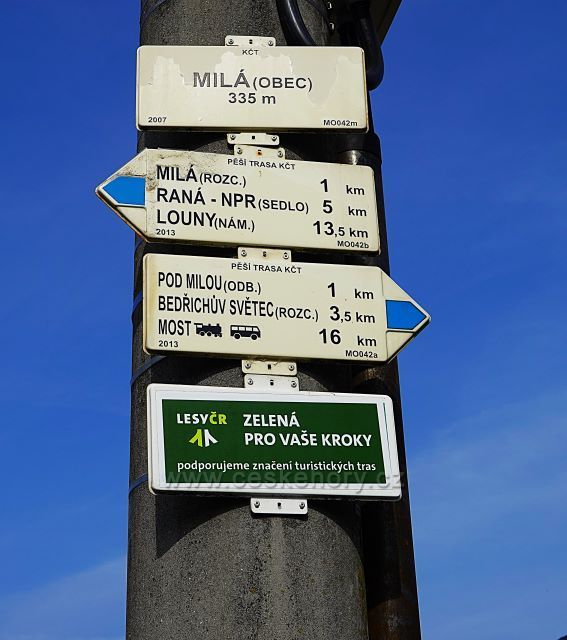 KČT
MILÁ (OBEC)
335 m
2007 MO042m
PĚŠÍ TRASA KČT
MILÁ (ROZC.) 1 km
RANÁ - NPR (SEDLO) 5 km
LOUNY (NÁM.) 13,5 km
2013 MO042b
PĚŠÍ TRASA KČT
POD MILOU (ODB.) 1 km
BEDŘICHŮV SVĚTEC (ROZC.) 3,5 km
MOST 16 km
2013 MO042a
LESY ČR ZELENÁ
PRO VAŠE KROKY
podporujeme značení turistických tras
www.ceskehory.cz